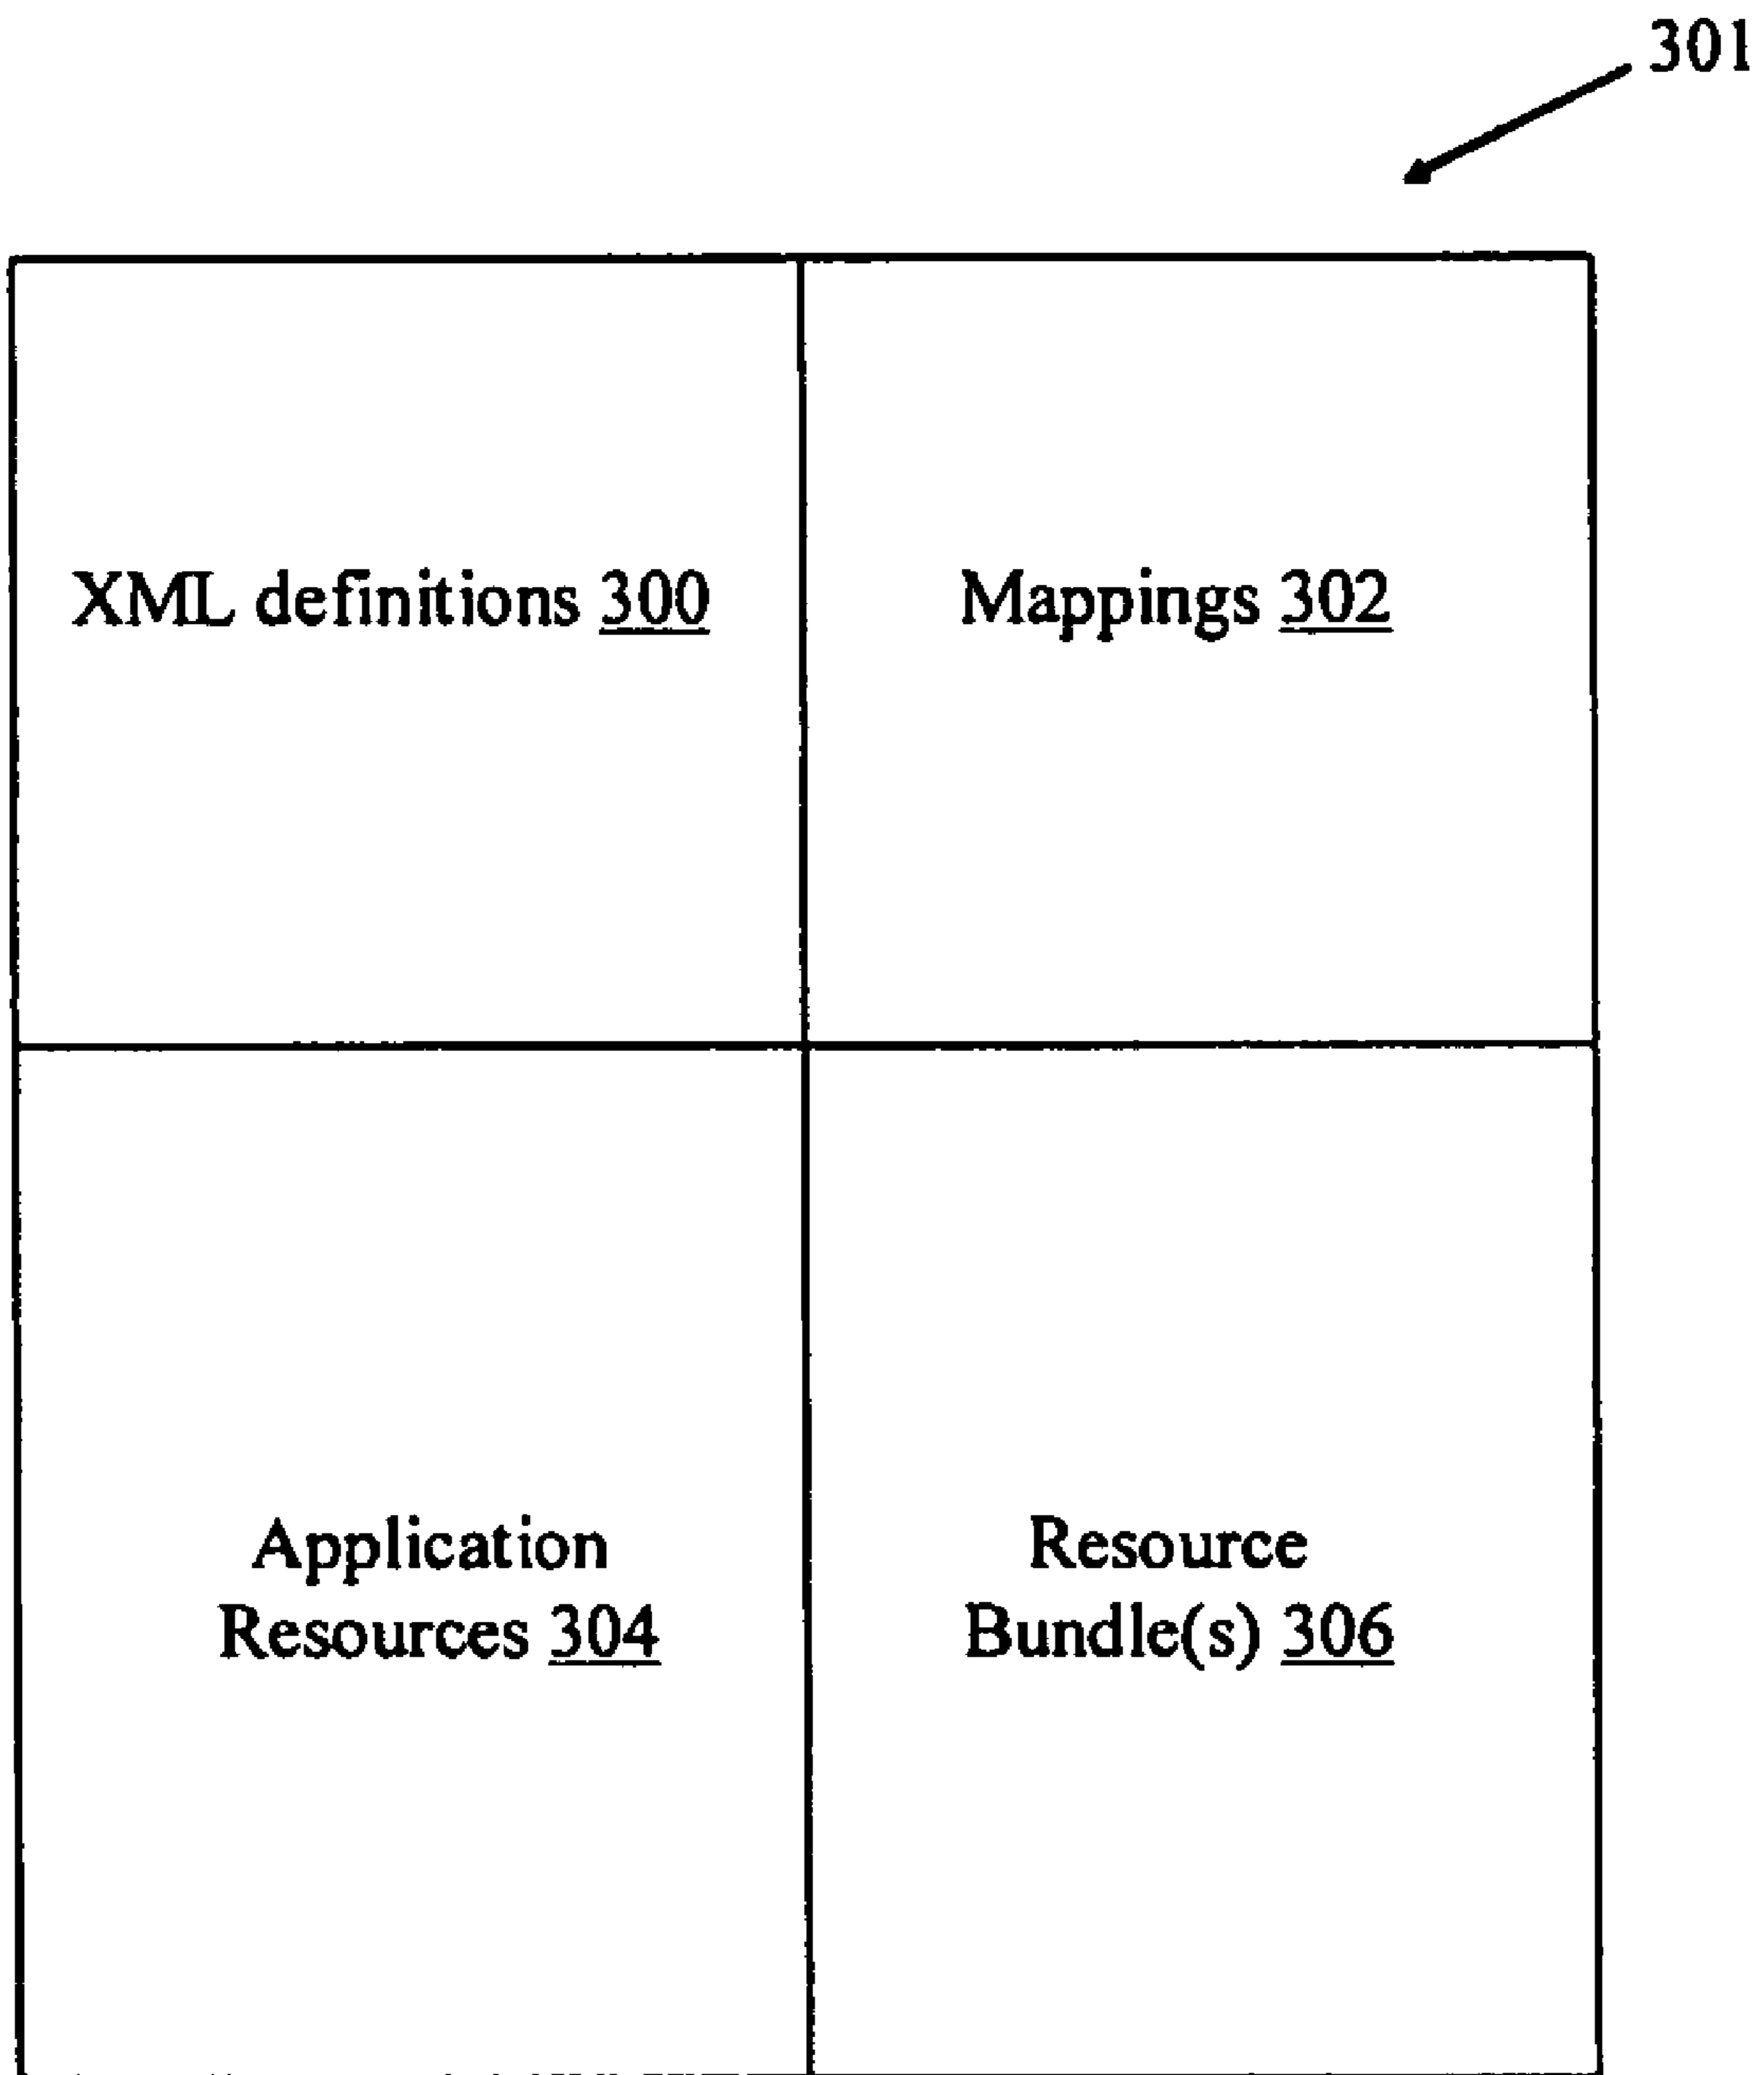 301
XML definitions 300
Mappings 302
Application
Resources 304
Resource
Bundle(s) 306